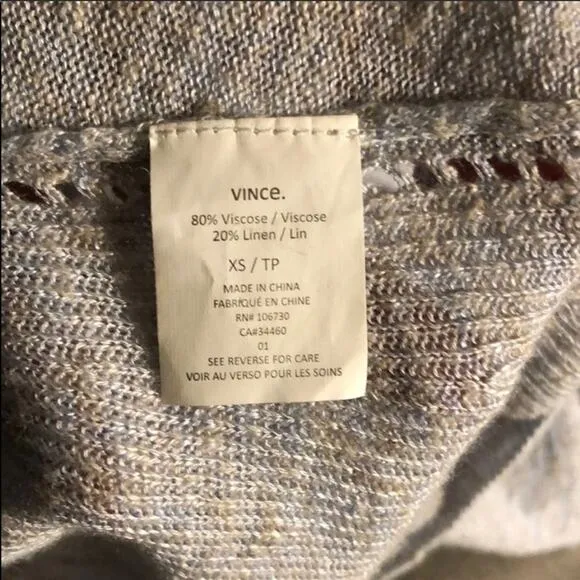 VINCE.
80% Viscose / Viscose
20% Linen / Lin
XS / TP
MADE IN CHINA
FABRIQUÉ EN CHINE
RN# 106730
CA#34460
01
SEE REVERSE FOR CARE
VOIR AU VERSO POUR LES SOINS